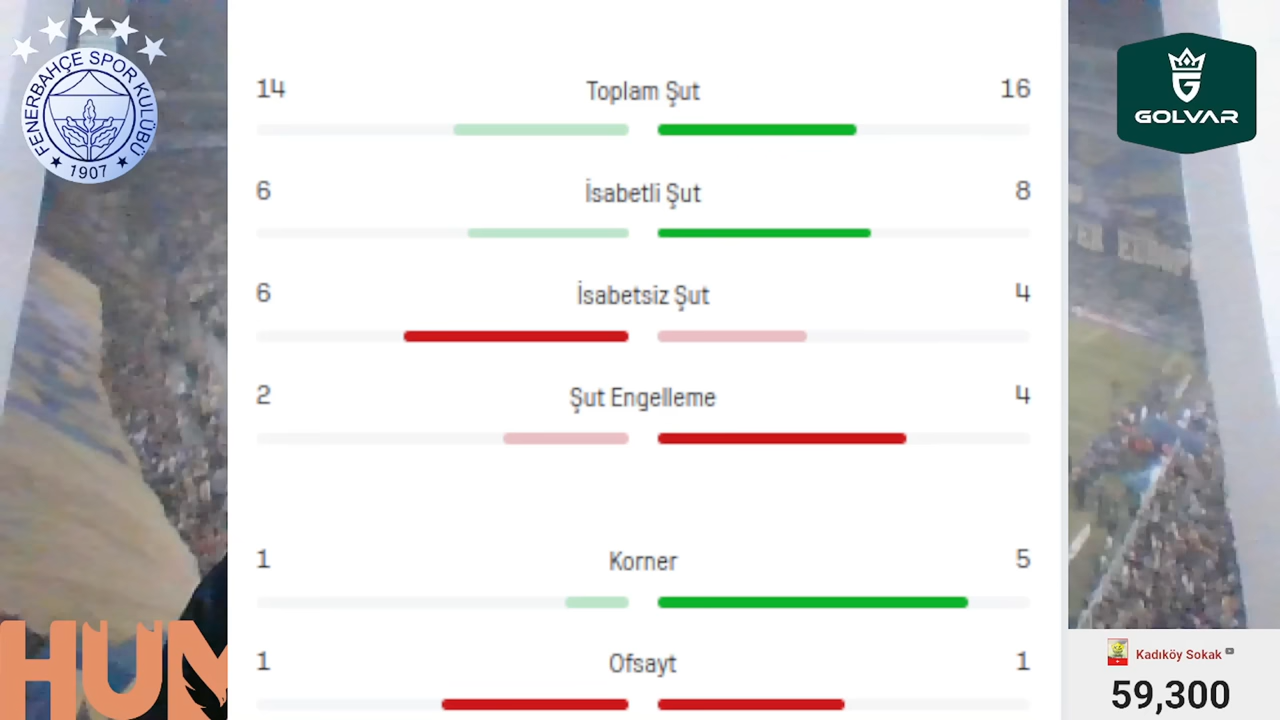 FENERBAHÇE SPOR KULÜBÜ
1907
14 Toplam Şut 16
6 İsabetli Şut 8
6 İsabetsiz Şut 4
2 Şut Engelleme 4
1 Korner 5
1 Ofsayt 1
G
GOLVAR
HUM
Kadıköy Sokak
59,300